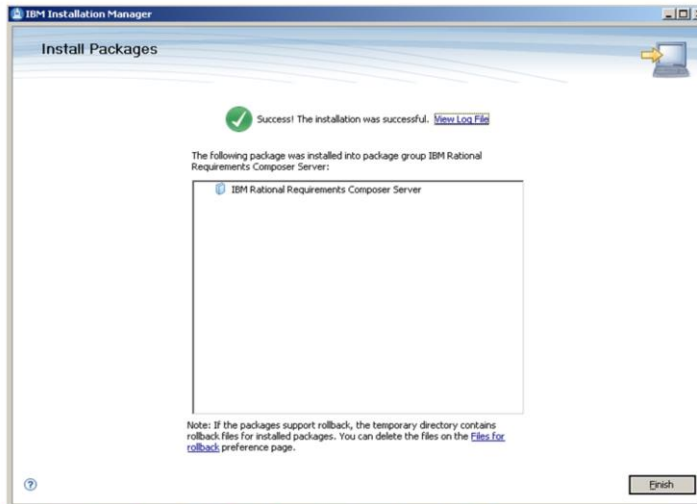 IBM Installation Manager
Install Packages
Success! The installation was successful. View Log File
The following package was installed into package group IBM Rational
Requirements Composer Server:
IBM Rational Requirements Composer Server
Note: If the packages support rollback, the temporary directory contains
rollback files for installed packages. You can delete the files on the Files for
rollback preference page.
Finish